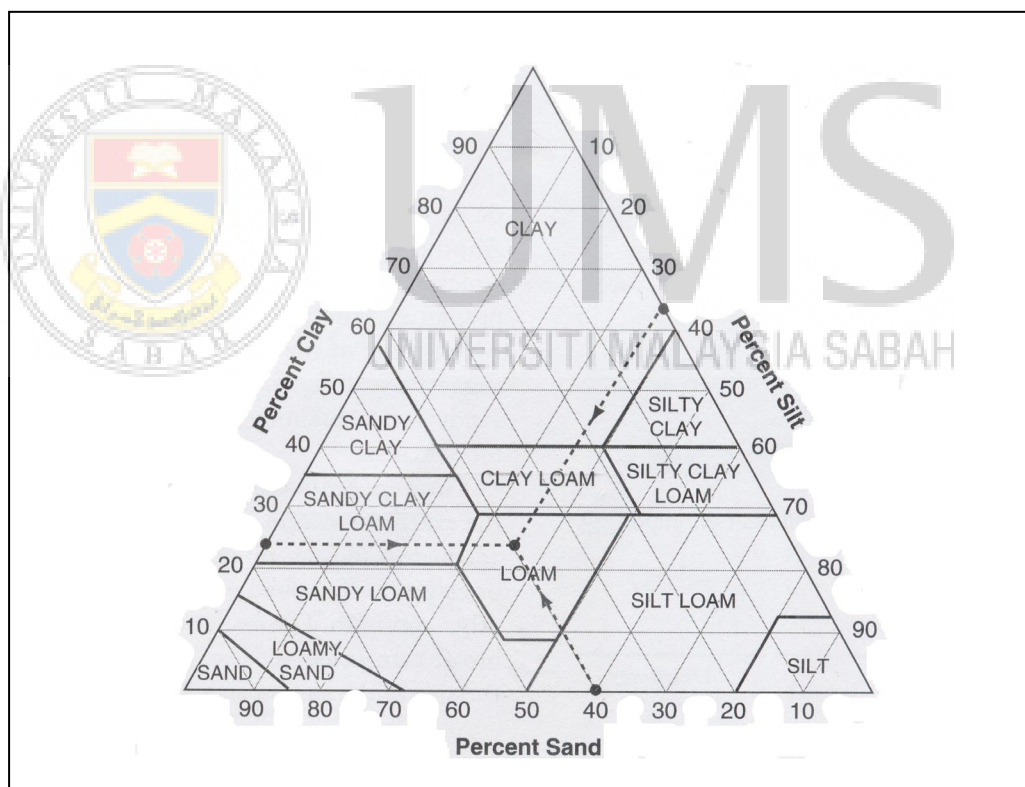 UNIVERSITI MALAYSIA
SABAH
UMS
UNIVERSITI MALAYSIA SABAH
90
10
80
20
CLAY
70
30
60
40
Percent Clay
Percent Silt
50
50
SANDY
CLAY
SILTY
CLAY
40
60
CLAY LOAM
SILTY CLAY
LOAM
30
70
SANDY CLAY
LOAM
20
80
LOAM
SANDY LOAM
SILT LOAM
10
90
LOAMY
SAND
SAND
SILT
90
80
70
60
50
40
30
20
10
Percent Sand